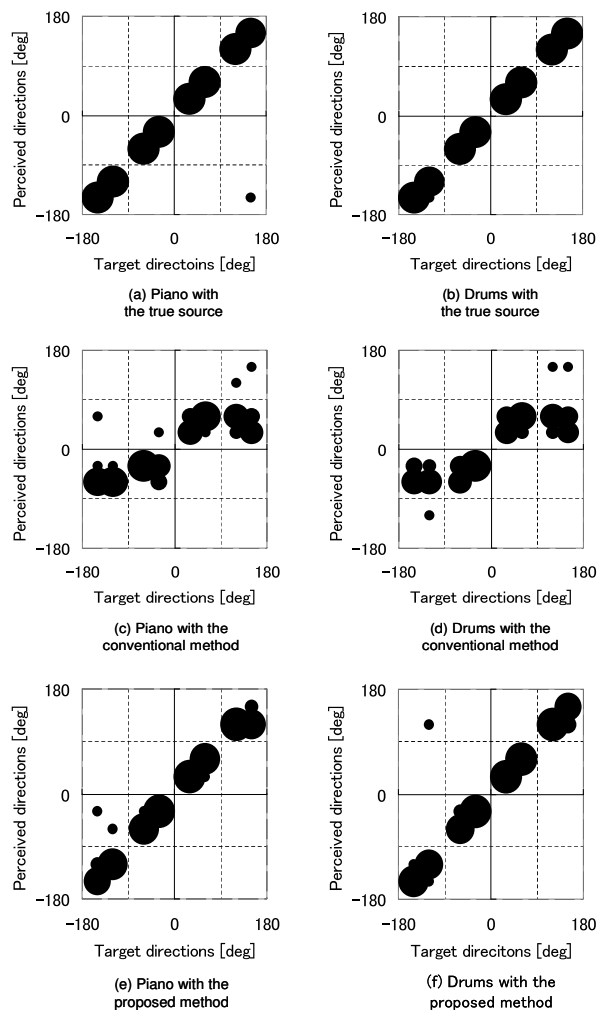 180
0
−180
Perceived directions [deg]
−180 0 180
Target directoins [deg]
(a) Piano with
the true source
180
0
−180
Perceived directions [deg]
−180 0 180
Target directions [deg]
(b) Drums with
the true source
180
0
−180
Perceived directions [deg]
−180 0 180
Target directions [deg]
(c) Piano with the
conventional method
180
0
−180
Perceived directions [deg]
−180 0 180
Target directions [deg]
(d) Drums with the
conventional method
180
0
−180
Perceived directions [deg]
−180 0 180
Target directions [deg]
(e) Piano with the
proposed method
180
0
−180
Perceived directions [deg]
−180 0 180
Target direcitons [deg]
(f) Drums with the
proposed method